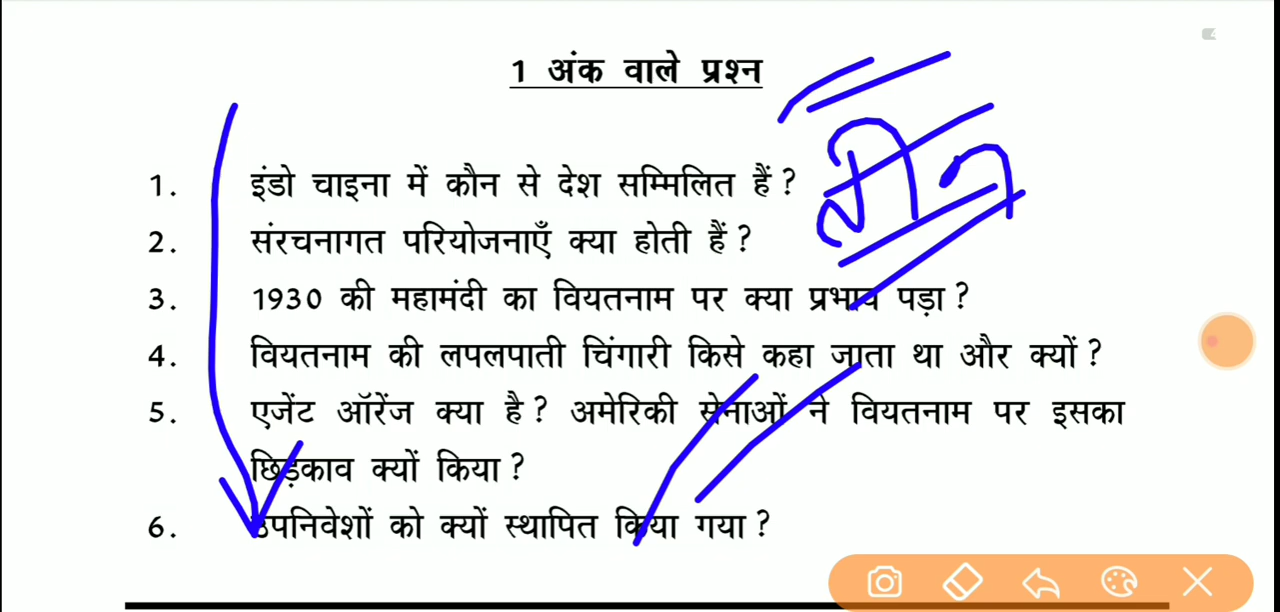 1 अंक वाले प्रश्न
1. इंडो चाइना में कौन से देश सम्मिलित हैं ?
2. संरचनागत परियोजनाएँ क्या होती हैं ?
3. 1930 की महामंदी का वियतनाम पर क्या प्रभाव पड़ा ?
4. वियतनाम की लपलपाती चिंगारी किसे कहा जाता था और क्यों ?
5. एजेंट ऑरेंज क्या है ? अमेरिकी सेनाओं ने वियतनाम पर इसका
छिड़काव क्यों किया ?
6. उपनिवेशों को क्यों स्थापित किया गया ?